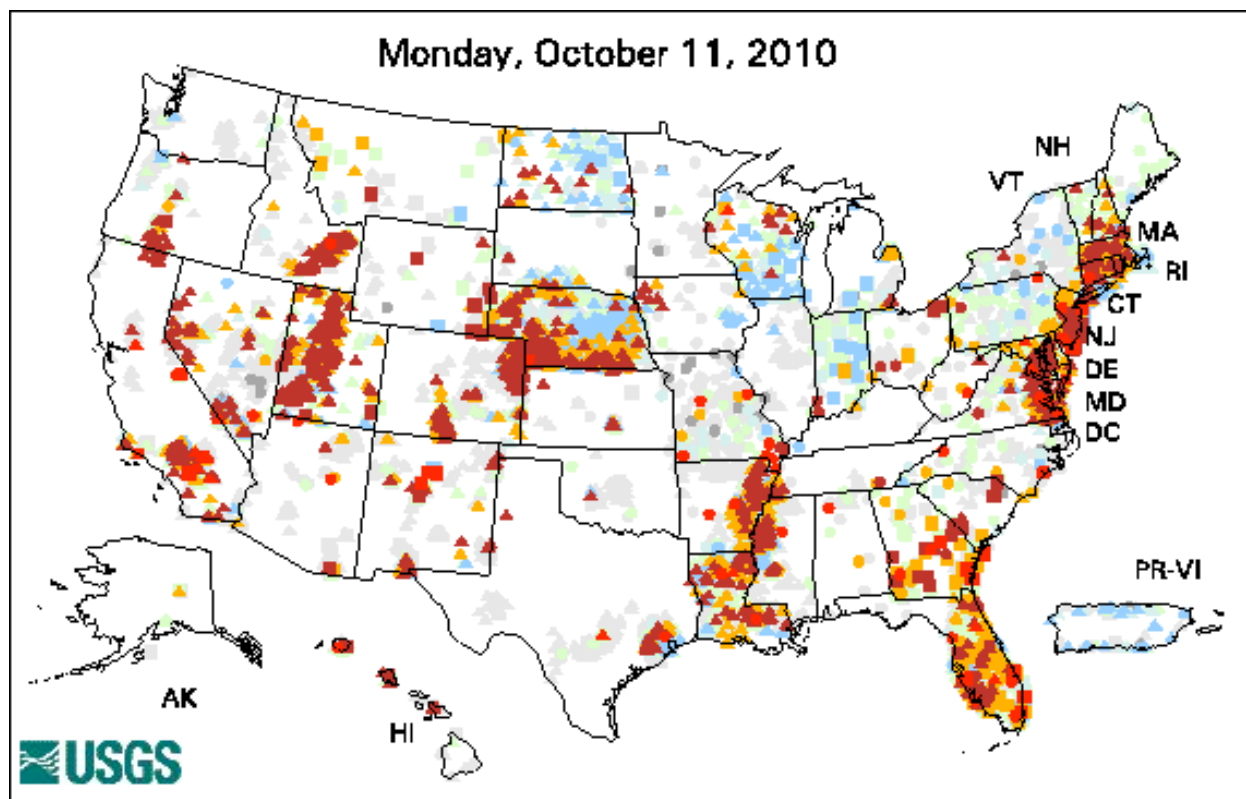 Monday, October 11, 2010
NH
VT
MA
RI
CT
NJ
DE
MD
DC
PR-VI
AK
HI
USGS